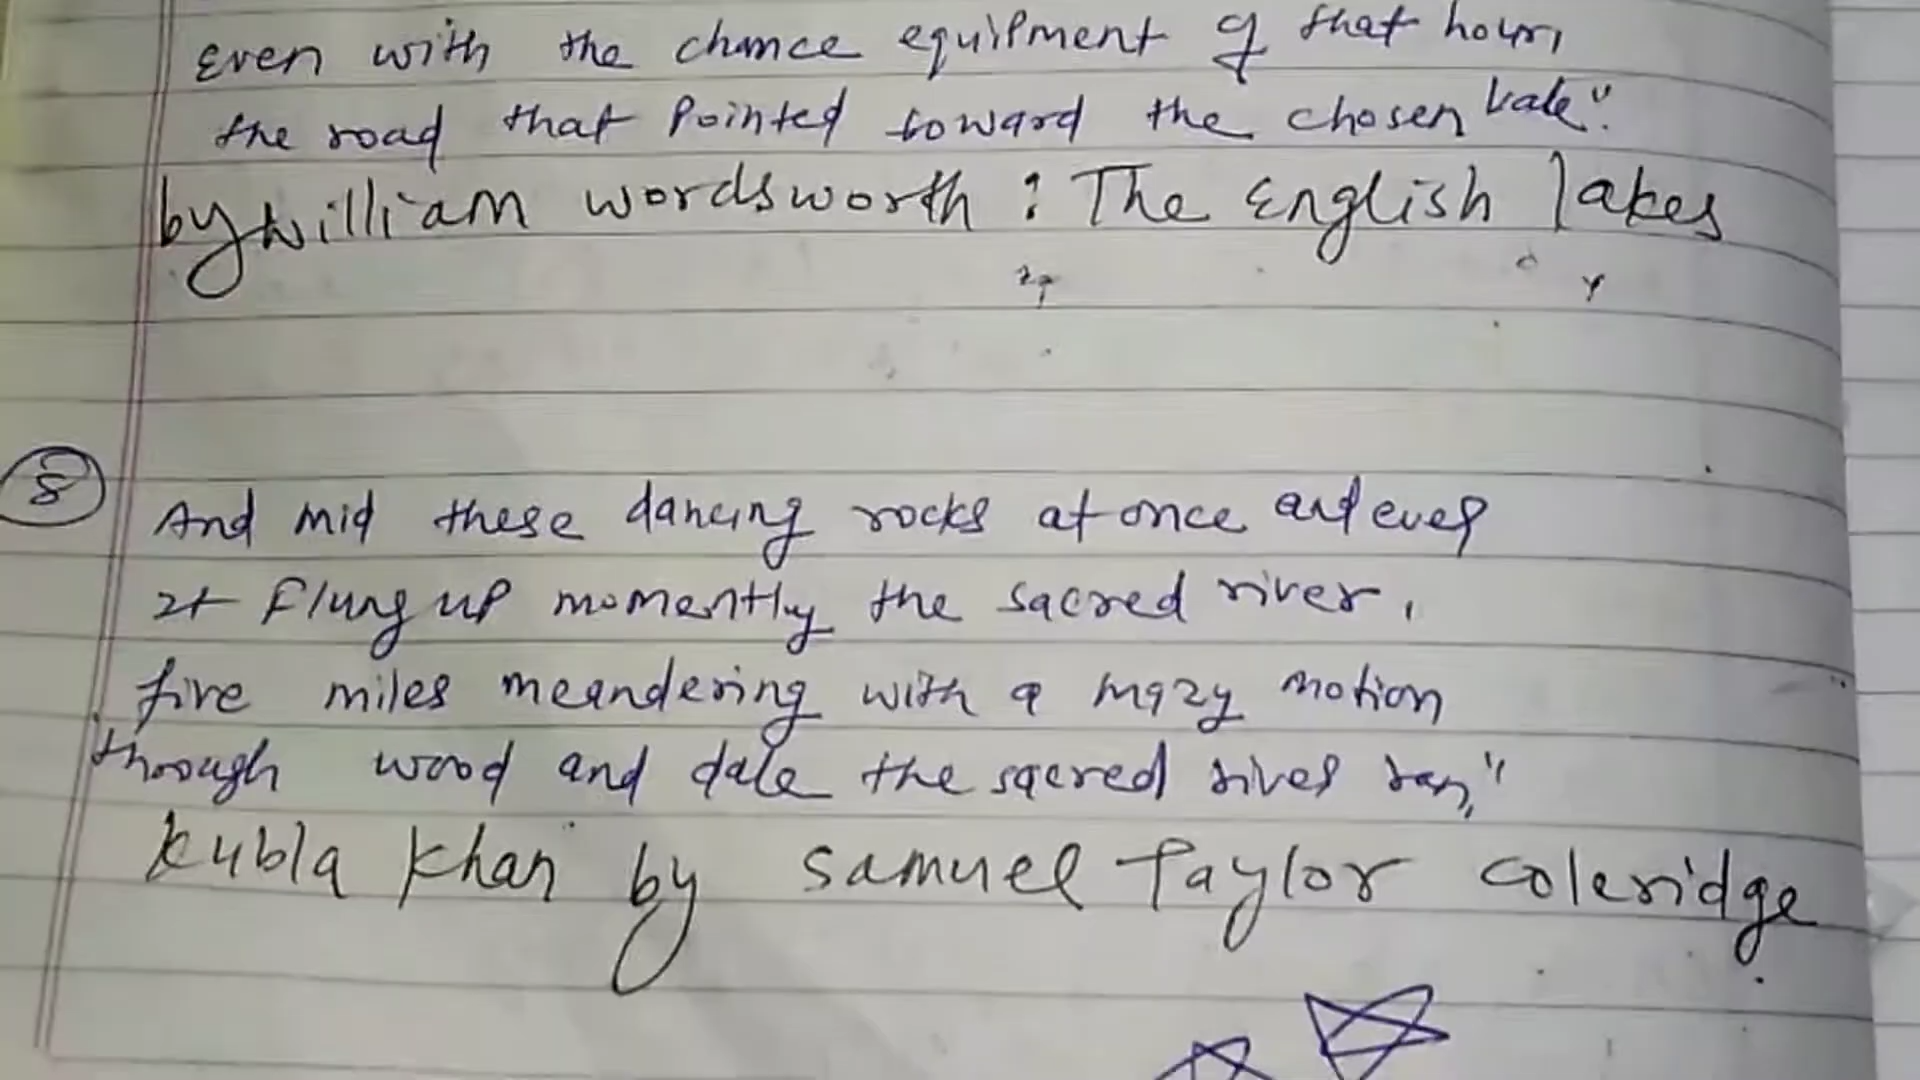 Even with the chance equipment of that hour,
the road that Pointed toward the chosen Vale".
by william wordsworth : The English lakes
8
And mid these dancing rocks at once and ever
It Flung up momently the sacred river,
five miles meandering with a mazy motion
through wood and dale the sacred river ran,"
Kubla Khan by Samuel Taylor Coleridge